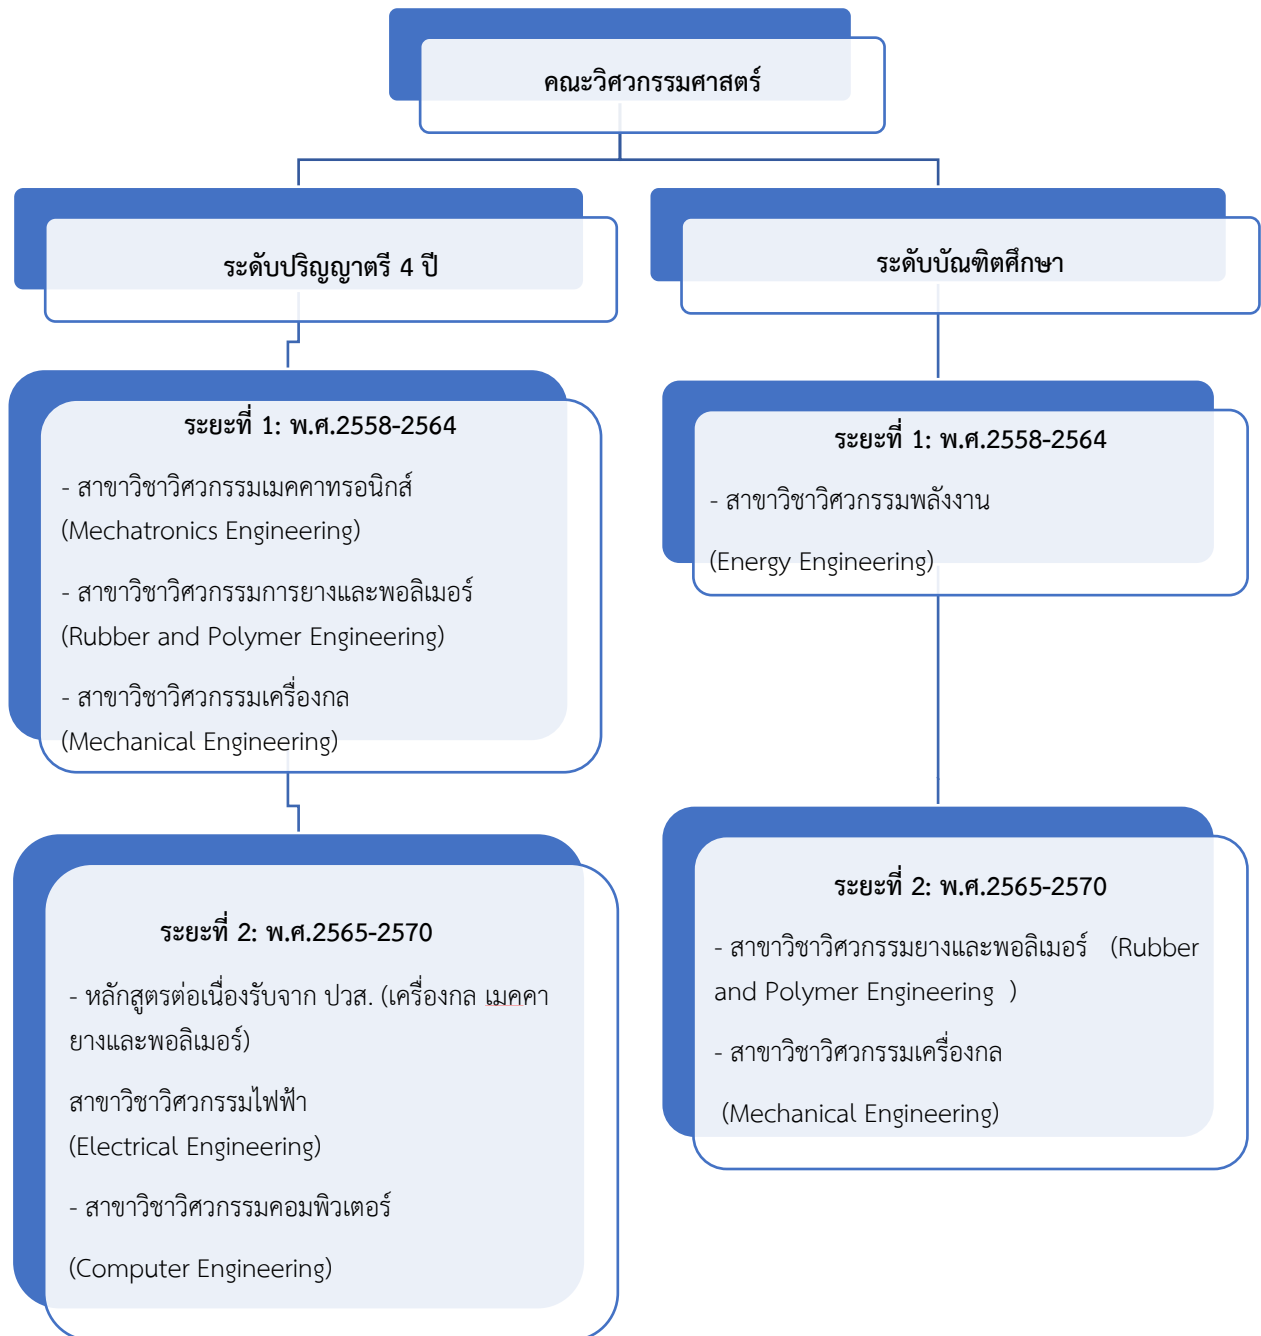 คณะวิศวกรรมศาสตร์
ระดับปริญญาตรี 4 ปี
ระดับบัณฑิตศึกษา
ระยะที่ 1: พ.ศ.2558-2564
- สาขาวิชาวิศวกรรมเมคคาทรอนิกส์
(Mechatronics Engineering)
- สาขาวิชาวิศวกรรมการยางและพอลิเมอร์
(Rubber and Polymer Engineering)
- สาขาวิชาวิศวกรรมเครื่องกล
(Mechanical Engineering)
ระยะที่ 1: พ.ศ.2558-2564
- สาขาวิชาวิศวกรรมพลังงาน
(Energy Engineering)
ระยะที่ 2: พ.ศ.2565-2570
- หลักสูตรต่อเนื่องรับจาก ปวส. (เครื่องกล เมคคา
ยางและพอลิเมอร์)
สาขาวิชาวิศวกรรมไฟฟ้า
(Electrical Engineering)
- สาขาวิชาวิศวกรรมคอมพิวเตอร์
(Computer Engineering)
ระยะที่ 2: พ.ศ.2565-2570
- สาขาวิชาวิศวกรรมยางและพอลิเมอร์ (Rubber
and Polymer Engineering )
- สาขาวิชาวิศวกรรมเครื่องกล
(Mechanical Engineering)